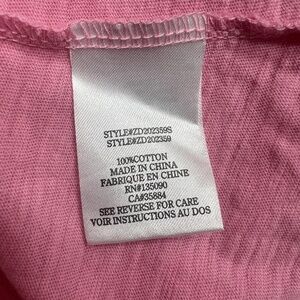 STYLE#ZD202359S
STYLE#ZD202359
100%COTTON
MADE IN CHINA
FABRIQUE EN CHINE
RN#135090
CA#35884
SEE REVERSE FOR CARE
VOIR INSTRUCTIONS AU DOS